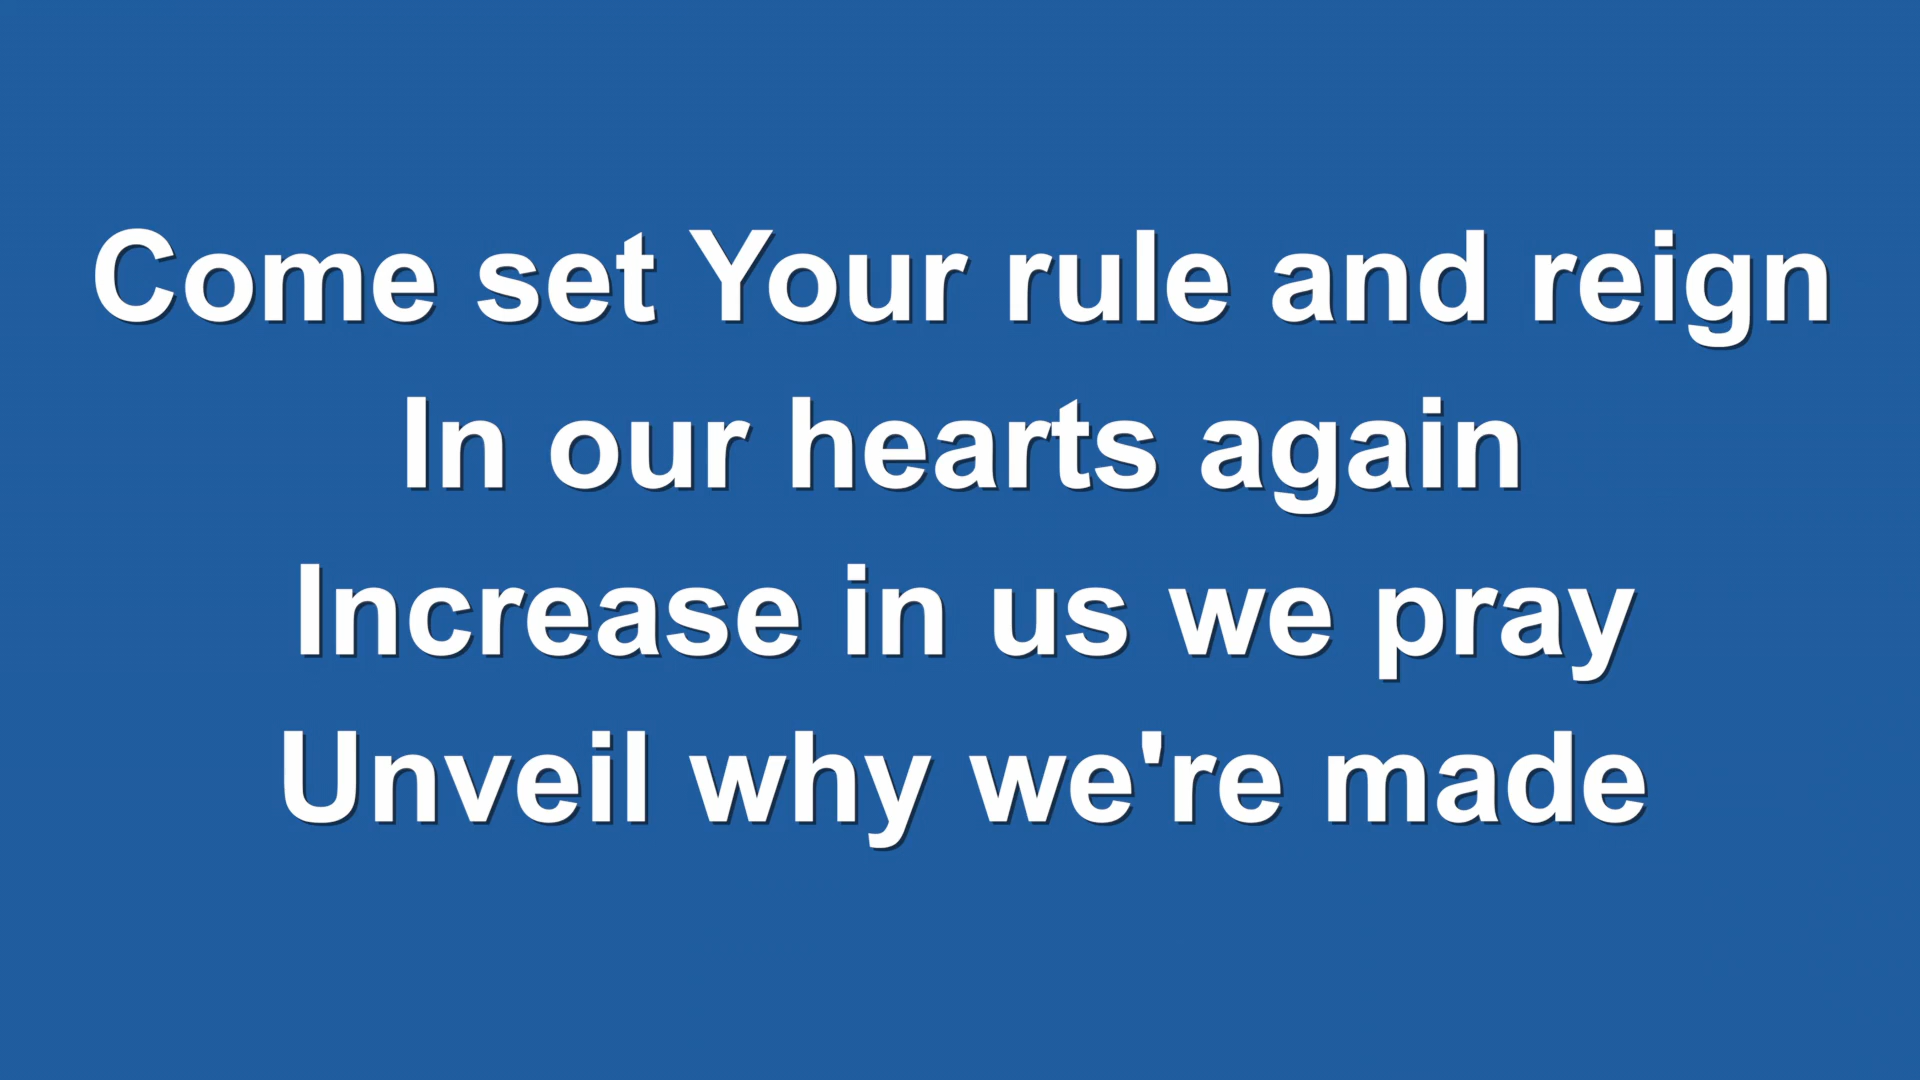 Come set Your rule and reign
In our hearts again
Increase in us we pray
Unveil why we're made